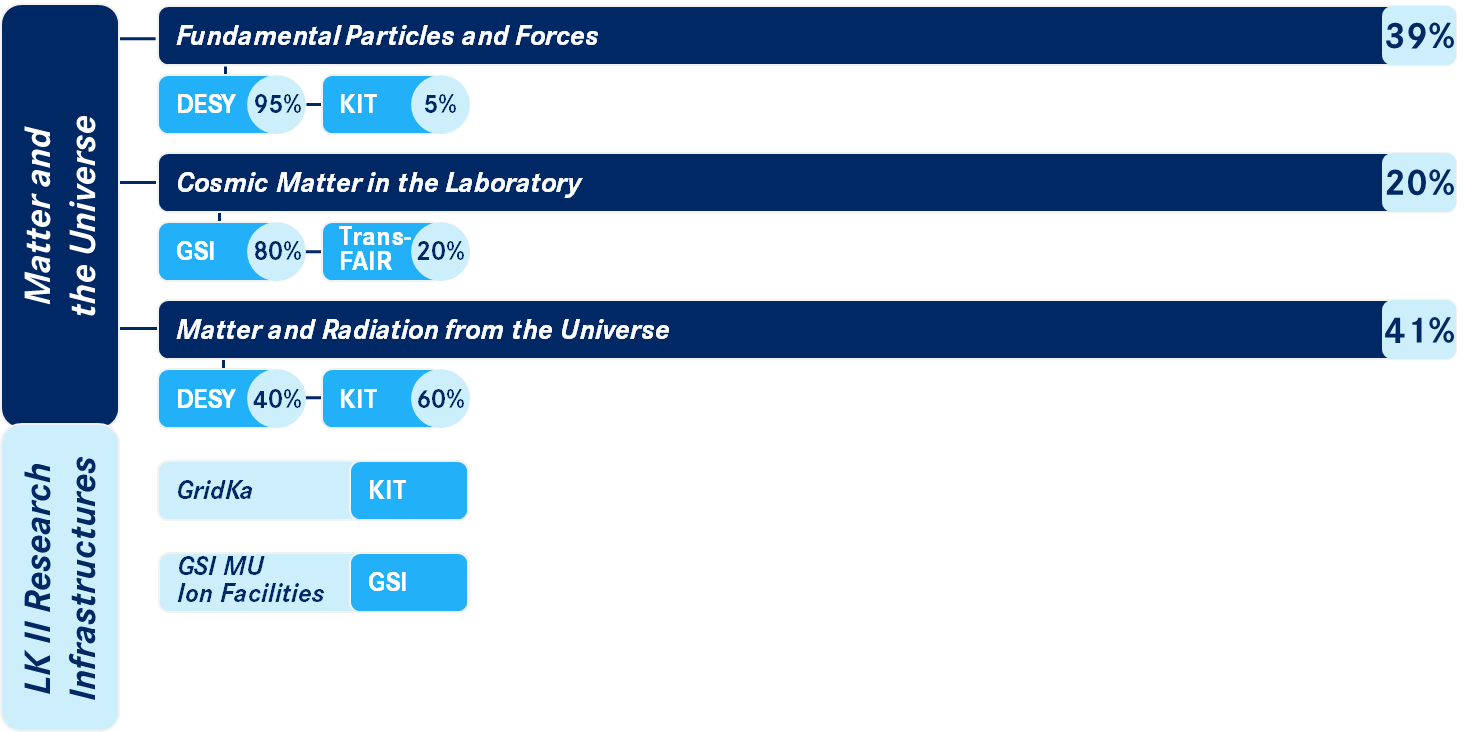 Matter and
the Universe
Fundamental Particles and Forces 39%
DESY 95% KIT 5%
Cosmic Matter in the Laboratory 20%
GSI 80% Trans-
FAIR 20%
Matter and Radiation from the Universe 41%
DESY 40% KIT 60%
LK II Research
Infrastructures
GridKa KIT
GSI MU
Ion Facilities GSI